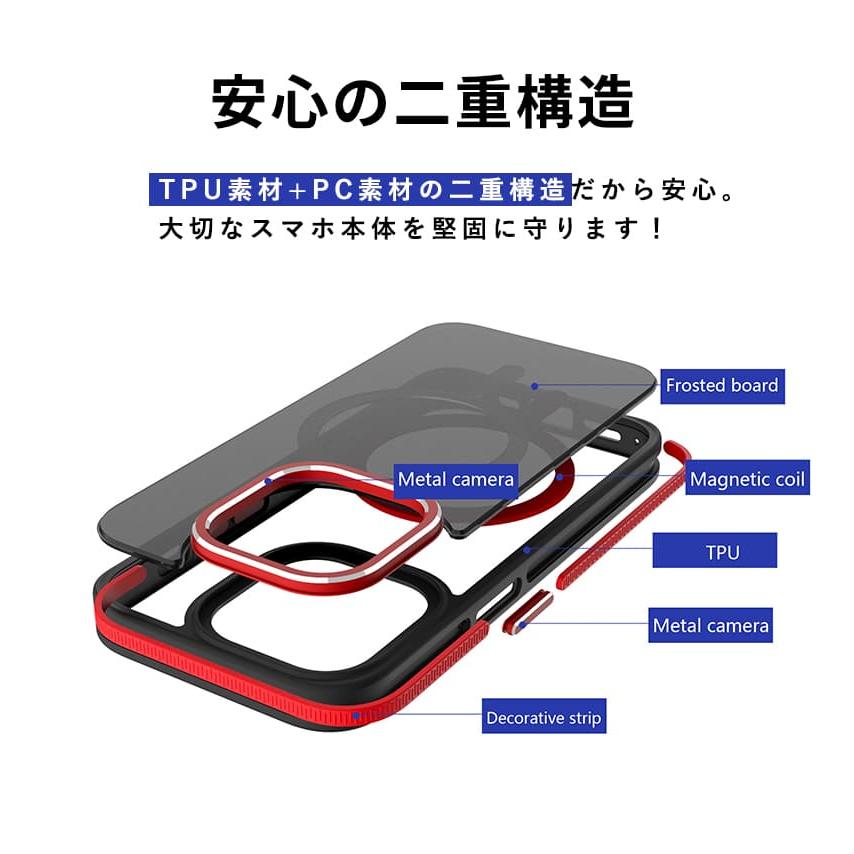 安心の二重構造
TPU素材+PC素材の二重構造だから安心。
大切なスマホ本体を堅固に守ります！
Frosted board
Metal camera
Magnetic coil
TPU
Metal camera
Decorative strip